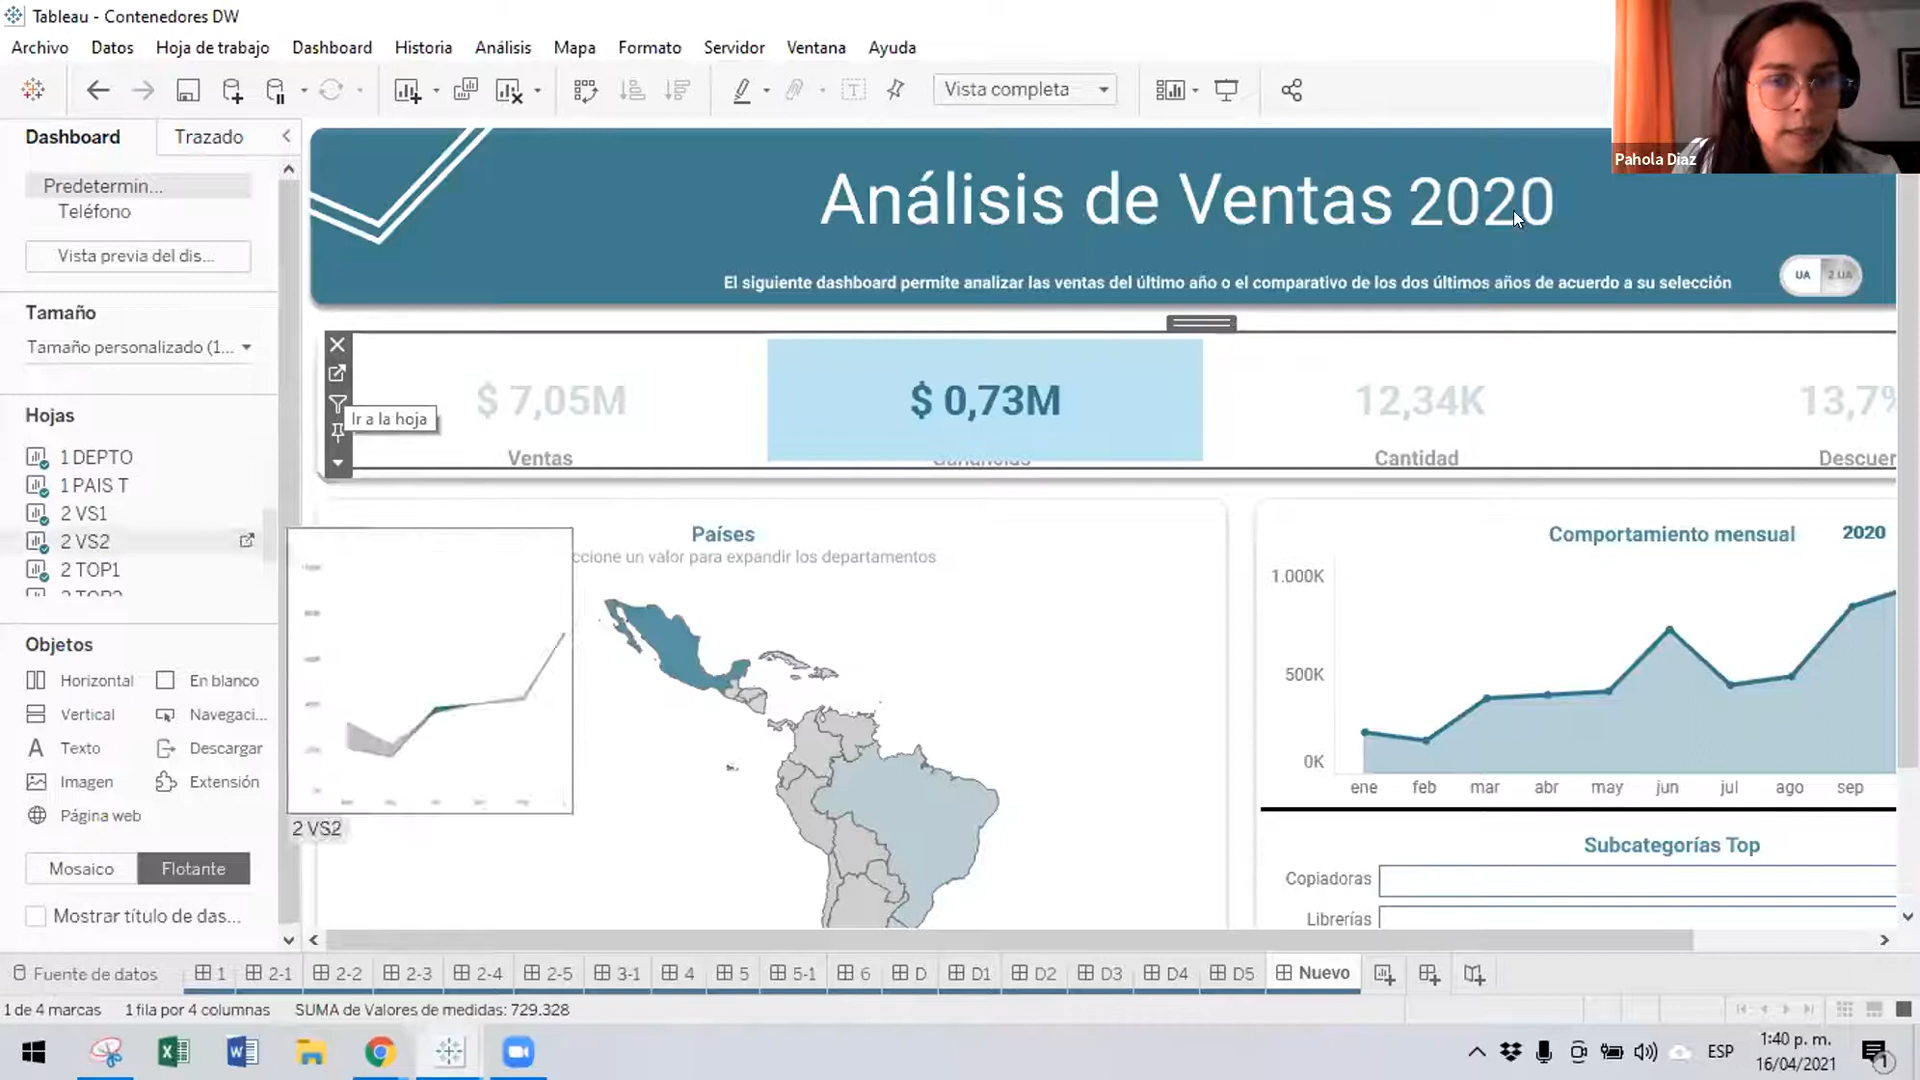 Tableau - Contenedores DW
Archivo Datos Hoja de trabajo Dashboard Historia Análisis Mapa Formato Servidor Ventana Ayuda
Vista completa
Pahola Diaz
Dashboard Trazado
Predetermin...
Teléfono
Vista previa del dis...
Tamaño
Tamaño personalizado (1...
Hojas
1 DEPTO
1 PAIS T
2 VS1
2 VS2
2 TOP1
Objetos
Horizontal En blanco
Vertical Navegaci...
Texto Descargar
Imagen Extensión
Página web
Mosaico Flotante
Mostrar título de das...
Análisis de Ventas 2020
El siguiente dashboard permite analizar las ventas del último año o el comparativo de los dos últimos años de acuerdo a su selección
UA 2 UA
$ 7,05M $ 0,73M 12,34K 13,7%
Ir a la hoja
Ventas Ganancias Cantidad Descuen
2 VS2
Países
ccione un valor para expandir los departamentos
Comportamiento mensual 2020
1.000K
500K
0K
ene feb mar abr may jun jul ago sep
Subcategorías Top
Copiadoras
Librerías
Fuente de datos 1 2-1 2-2 2-3 2-4 2-5 3-1 4 5 5-1 6 D D1 D2 D3 D4 D5 Nuevo
1 de 4 marcas 1 fila por 4 columnas SUMA de Valores de medidas: 729.328
ESP
1:40 p. m.
16/04/2021
1